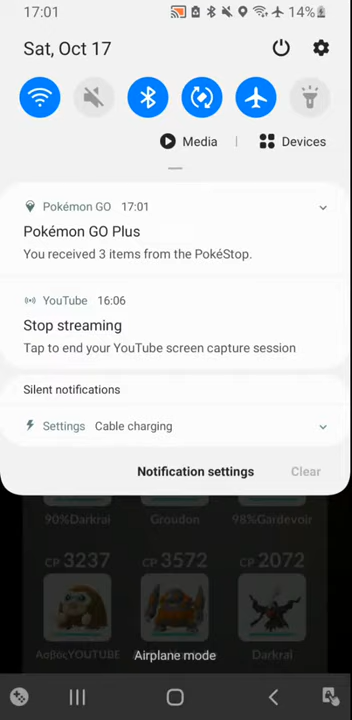 17:01
14%
Sat, Oct 17
Media
Devices
Pokémon GO 17:01
Pokémon GO Plus
You received 3 items from the PokéStop.
YouTube 16:06
Stop streaming
Tap to end your YouTube screen capture session
Silent notifications
Settings Cable charging
Notification settings
Clear
90%Darkrai
Groudon
98%Gardevoir
CP 3237
CP 3572
CP 2072
ΑσβόςYOUTUBE
Darkrai
Airplane mode